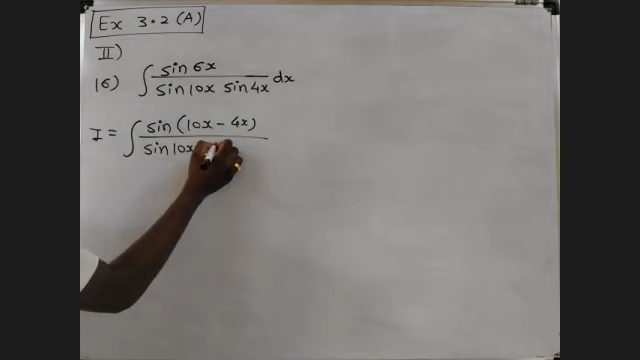 Ex 3.2 (A)
II)
16) ∫ sin 6x / sin 10x sin 4x dx
I = ∫ sin (10x - 4x) / sin 10x